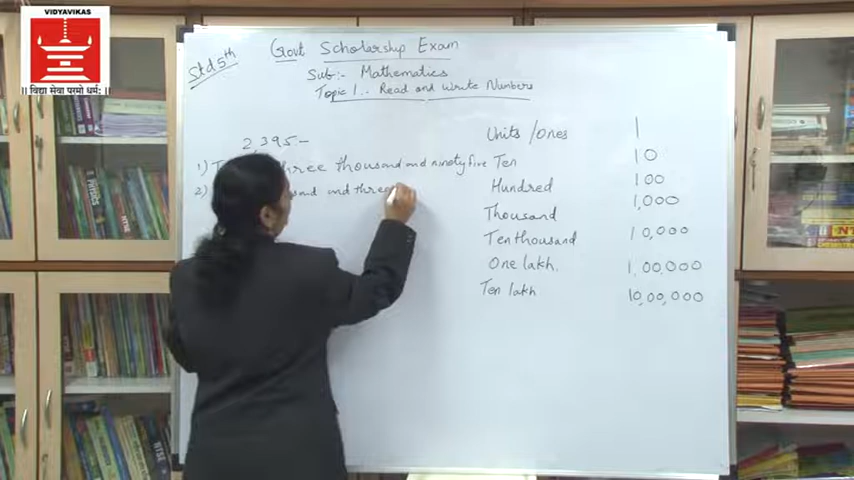 VIDYAVIKAS
|| विद्या सेवा परमो धर्मः ||
Std 5th
Govt Scholarship Exam
Sub:- Mathematics
Topic 1.. Read and Write Numbers
2,395-
1) three thousand and ninety five
2) and three
Units/Ones 1
Ten 10
Hundred 100
Thousand 1,000
Ten thousand 10,000
One lakh. 1,00,000
Ten lakh 10,00,000
PHYSICS
NTSE